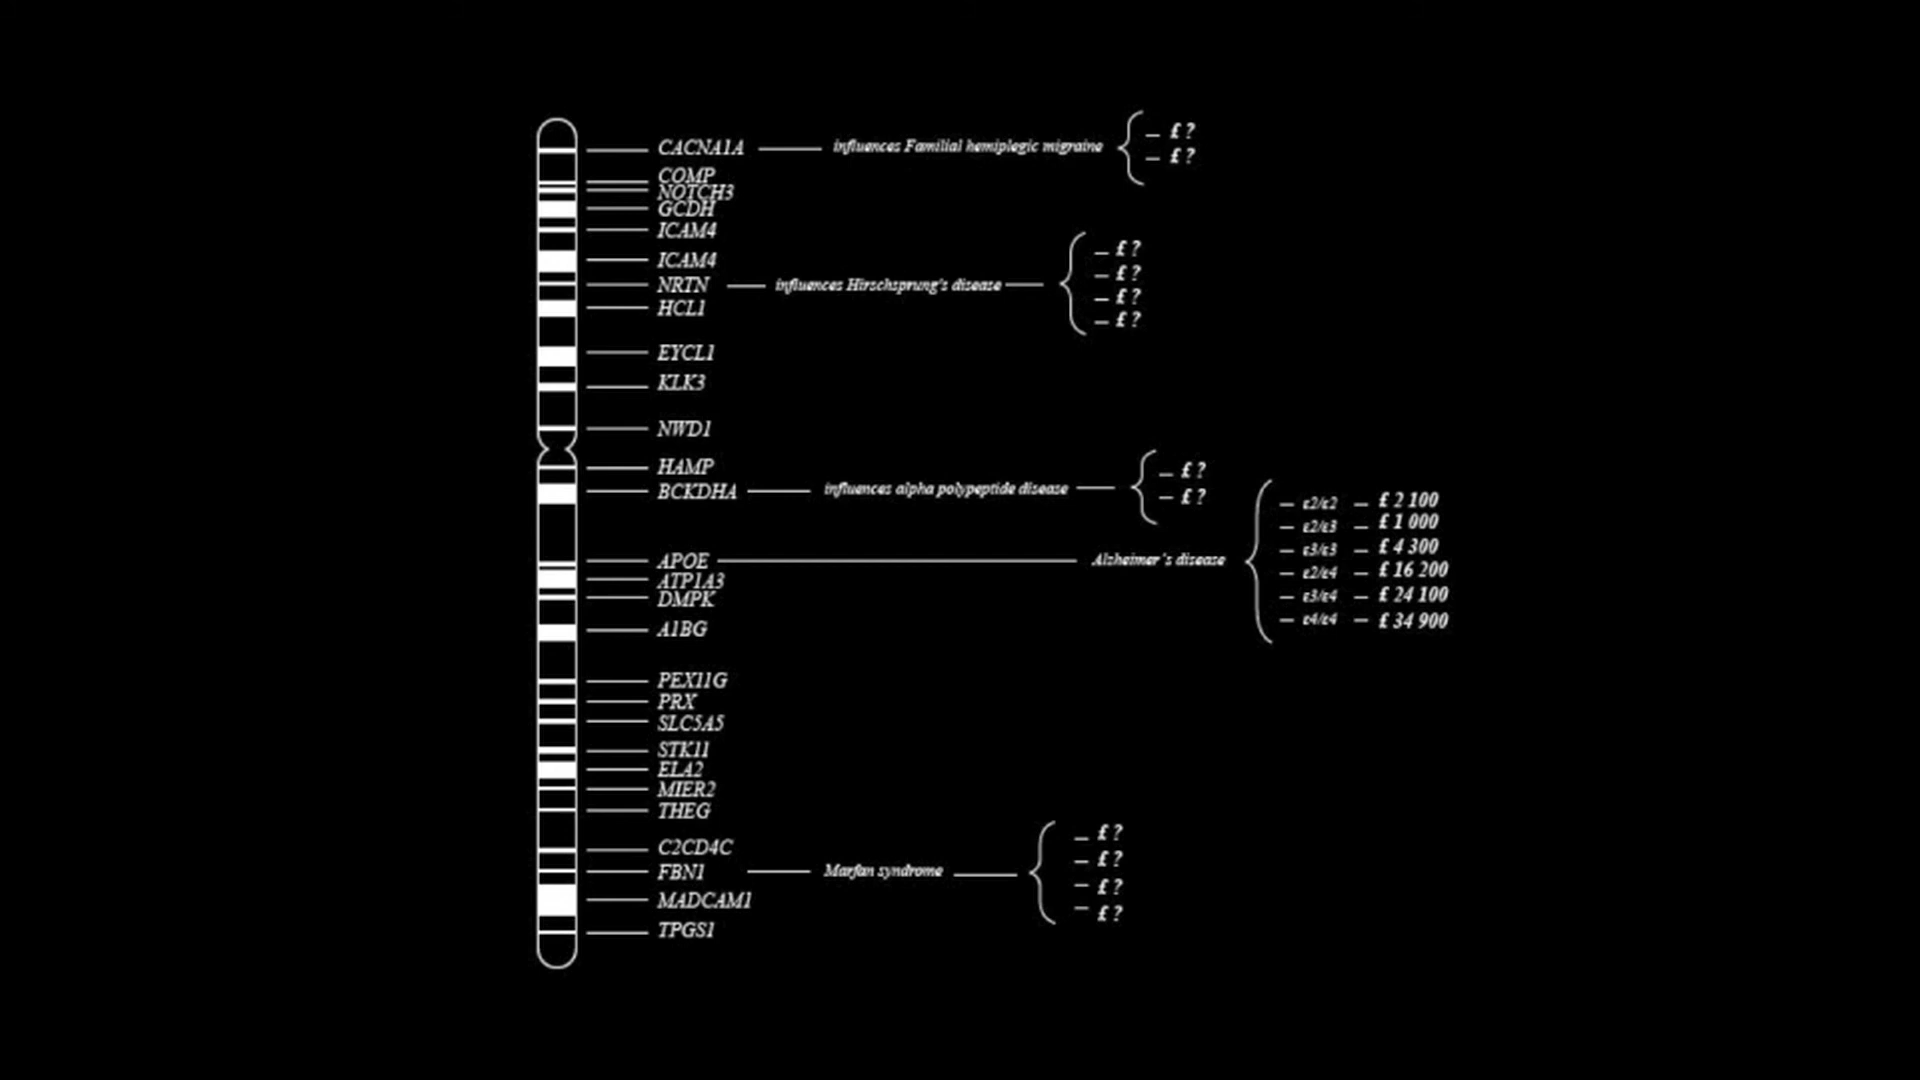 CACNA1A — influences Familial hemiplegic migraine
– £ ?
– £ ?
COMP
NOTCH3
GCDH
ICAM4
ICAM4
NRTN — influences Hirschsprung's disease —
– £ ?
– £ ?
– £ ?
– £ ?
HCL1
EYCL1
KLK3
NWD1
HAMP
BCKDHA — influences alpha polypeptide disease —
– £ ?
– £ ?
APOE — Alzheimer´s disease
– ε2/ε2 – £ 2 100
– ε2/ε3 – £ 1 000
– ε3/ε3 – £ 4 300
– ε2/ε4 – £ 16 200
– ε3/ε4 – £ 24 100
– ε4/ε4 – £ 34 900
ATP1A3
DMPK
A1BG
PEX11G
PRX
SLC5A5
STK11
ELA2
MIER2
THEG
C2CD4C
FBN1 — Marfan syndrome —
– £ ?
– £ ?
– £ ?
– £ ?
MADCAM1
TPGS1